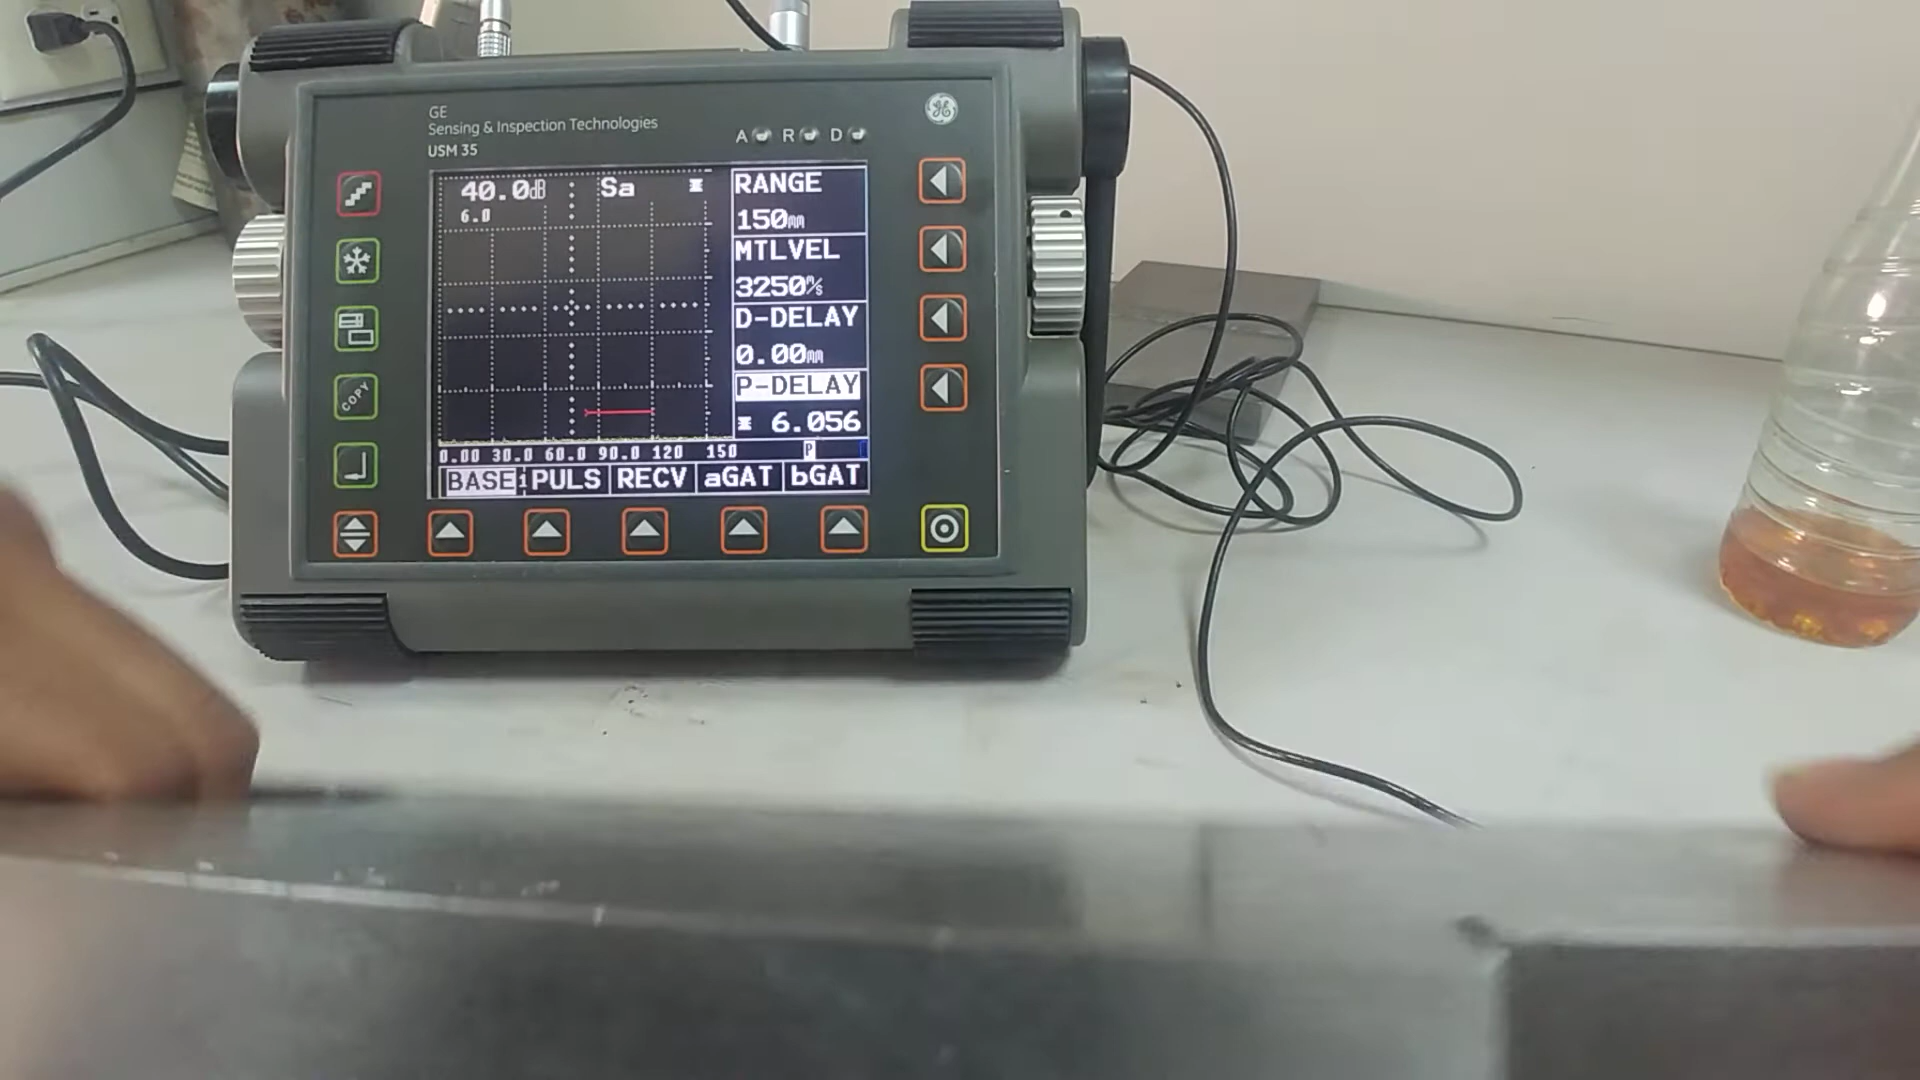 GE
Sensing & Inspection Technologies
USM 35
A R D
40.0dB
6.0
Sa
RANGE
150mm
MTLVEL
3250m/s
D-DELAY
0.00mm
P-DELAY
6.056
0.00 30.0 60.0 90.0 120 150 P
BASE1 PULS RECV aGAT bGAT
COPY